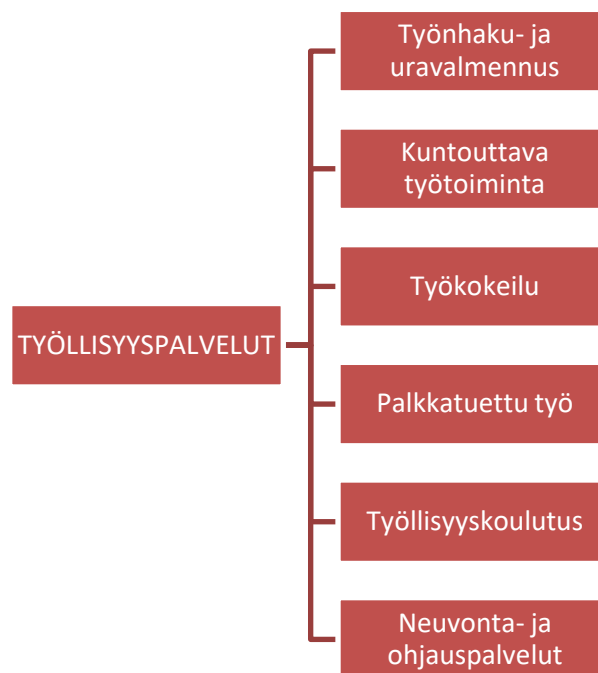 Työnhaku- ja
uravalmennus
Kuntouttava
työtoiminta
Työkokeilu
TYÖLLISYYSPALVELUT
Palkkatuettu työ
Työllisyyskoulutus
Neuvonta- ja
ohjauspalvelut